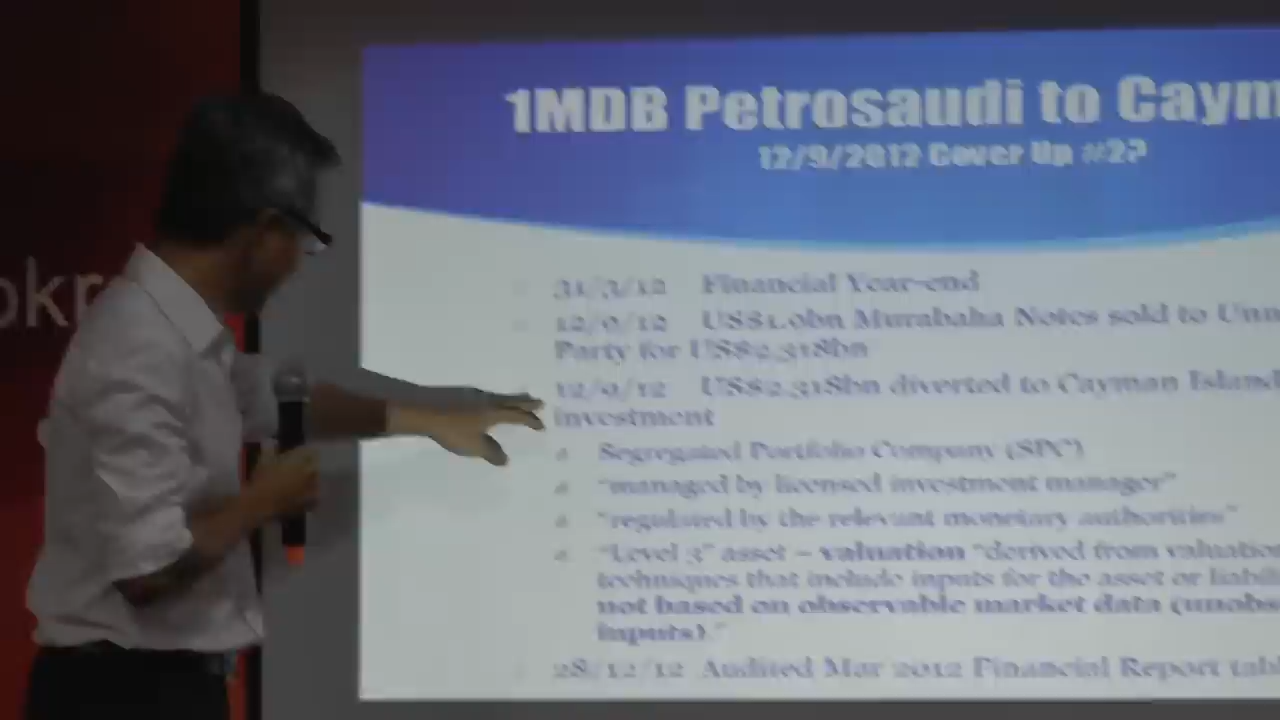 1MDB Petrosaudi to Caym
12/9/2012 Cover Up #2?
okr
31/3/12 Financial Year-end
12/9/12 US$1.9bn Murabaha Notes sold to Unn
Party for US$2.318bn
12/9/12 US$2.318bn diverted to Cayman Island
investment
Segregated Portfolio Company (SPC)
"managed by licensed investment manager"
"regulated by the relevant monetary authorities"
"Level 3" asset – valuation "derived from valuation
techniques that include inputs for the asset or liabili
not based on observable market data (unobs
inputs)."
28/12/12 Audited Mar 2012 Financial Report tabl